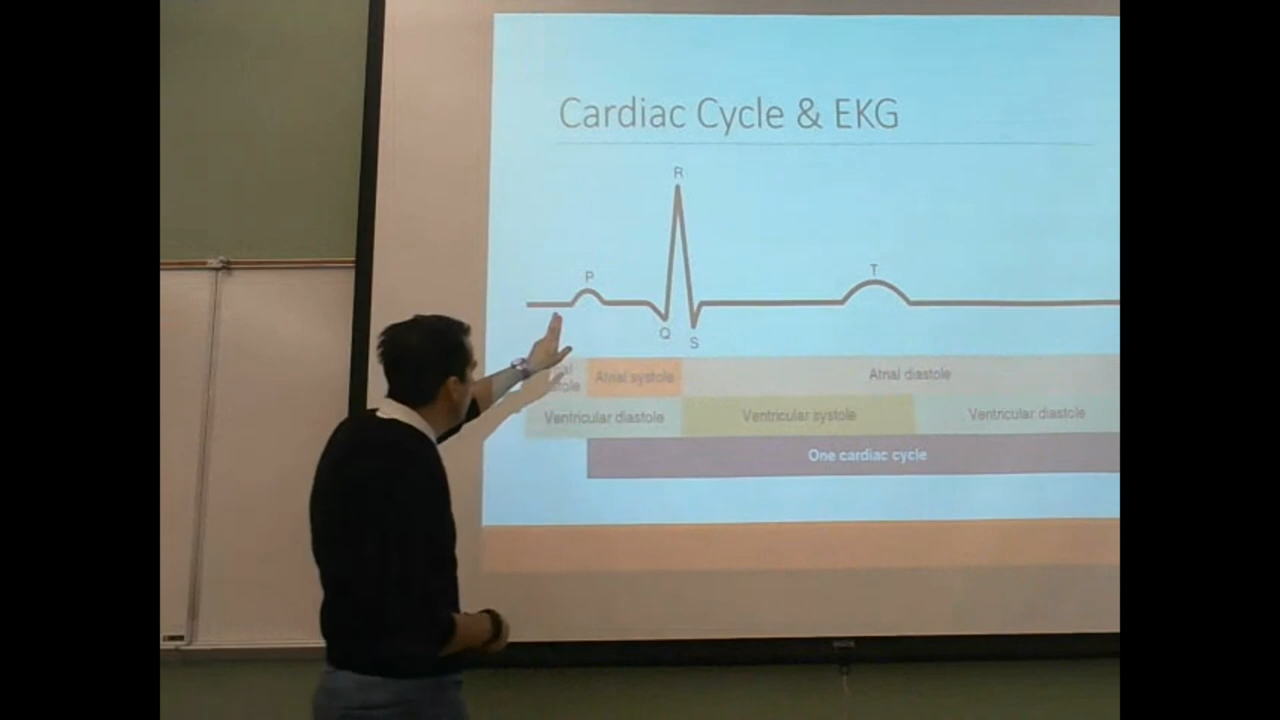 Cardiac Cycle & EKG
R
P
T
Q
S
Atrial systole
Atrial diastole
Ventricular diastole
Ventricular systole
Ventricular diastole
One cardiac cycle